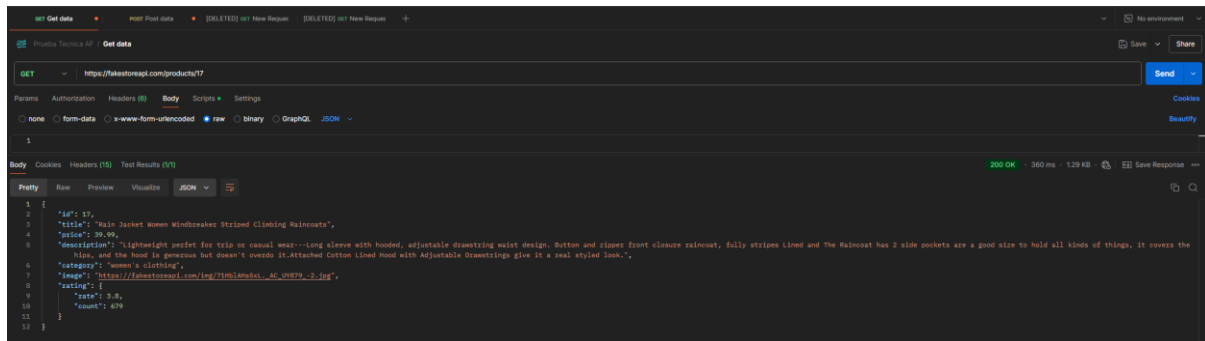 GET Get data POST Post data [DELETED] GET New Reques [DELETED] GET New Reques + No environment
Prueba Tecnica AF / Get data Save Share
GET https://fakestoreapi.com/products/17 Send
Params Authorization Headers (6) Body Scripts Settings Cookies
none form-data x-www-form-urlencoded raw binary GraphQL JSON Beautify
1
Body Cookies Headers (15) Test Results (1/1) 200 OK 360 ms 1.29 KB Save Response
Pretty Raw Preview Visualize JSON
1 {
2 "id": 17,
3 "title": "Rain Jacket Women Windbreaker Striped Climbing Raincoats",
4 "price": 39.99,
5 "description": "Lightweight perfet for trip or casual wear---Long sleeve with hooded, adjustable drawstring waist design. Button and zipper front closure raincoat, fully stripes Lined and The Raincoat has 2 side pockets are a good size to hold all kinds of things, it covers the
hips, and the hood is generous but doesn't overdo it.Attached Cotton Lined Hood with Adjustable Drawstrings give it a real styled look.",
6 "category": "women's clothing",
7 "image": "https://fakestoreapi.com/img/71HblAHs5xL._AC_UY879_-2.jpg",
8 "rating": {
9 "rate": 3.8,
10 "count": 679
11 }
12 }